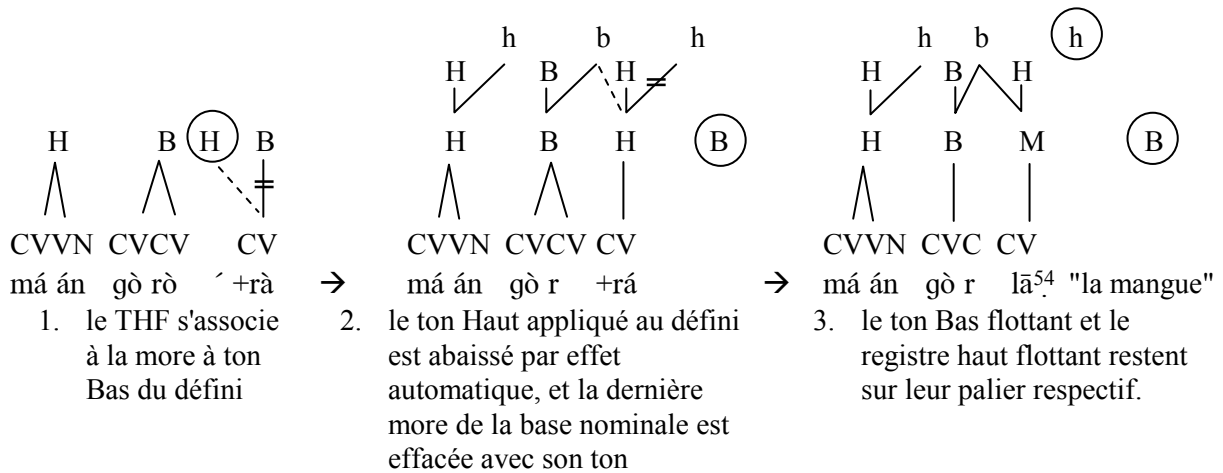 h b h h b h
H B H H B H
H B H B H B H B H B M B
CVVN CVCV CV CVVN CVCV CV CVVN CVC CV
má án gò rò ´ +rà → má án gò r +rá → má án gò r lā̤54 "la mangue"
1. le THF s'associe à la more à ton Bas du défini
2. le ton Haut appliqué au défini est abaissé par effet automatique, et la dernière more de la base nominale est effacée avec son ton
3. le ton Bas flottant et le registre haut flottant restent sur leur palier respectif.